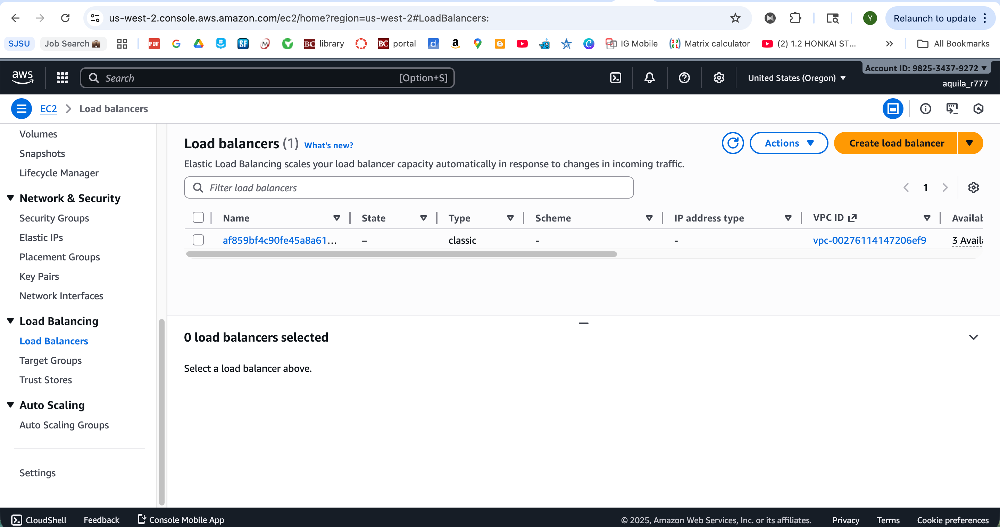 us-west-2.console.aws.amazon.com/ec2/home?region=us-west-2#LoadBalancers:
Y
Relaunch to update
SJSU
Job Search 💼
PDF
SF
BC library
BC portal
d
a
IG Mobile
Matrix calculator
(2) 1.2 HONKAI ST...
All Bookmarks
aws
Search
[Option+S]
United States (Oregon)
Account ID: 9825-3437-9272
aquila_r777
EC2 > Load balancers
Volumes
Snapshots
Lifecycle Manager
Network & Security
Security Groups
Elastic IPs
Placement Groups
Key Pairs
Network Interfaces
Load Balancing
Load Balancers
Target Groups
Trust Stores
Auto Scaling
Auto Scaling Groups
Settings
Load balancers (1) What's new?
Actions
Create load balancer
Elastic Load Balancing scales your load balancer capacity automatically in response to changes in incoming traffic.
Filter load balancers
1
Name State Type Scheme IP address type VPC ID Availab
af859bf4c90fe45a8a61... – classic - - vpc-00276114147206ef9 3 Availa
0 load balancers selected
Select a load balancer above.
CloudShell Feedback Console Mobile App © 2025, Amazon Web Services, Inc. or its affiliates. Privacy Terms Cookie preferences